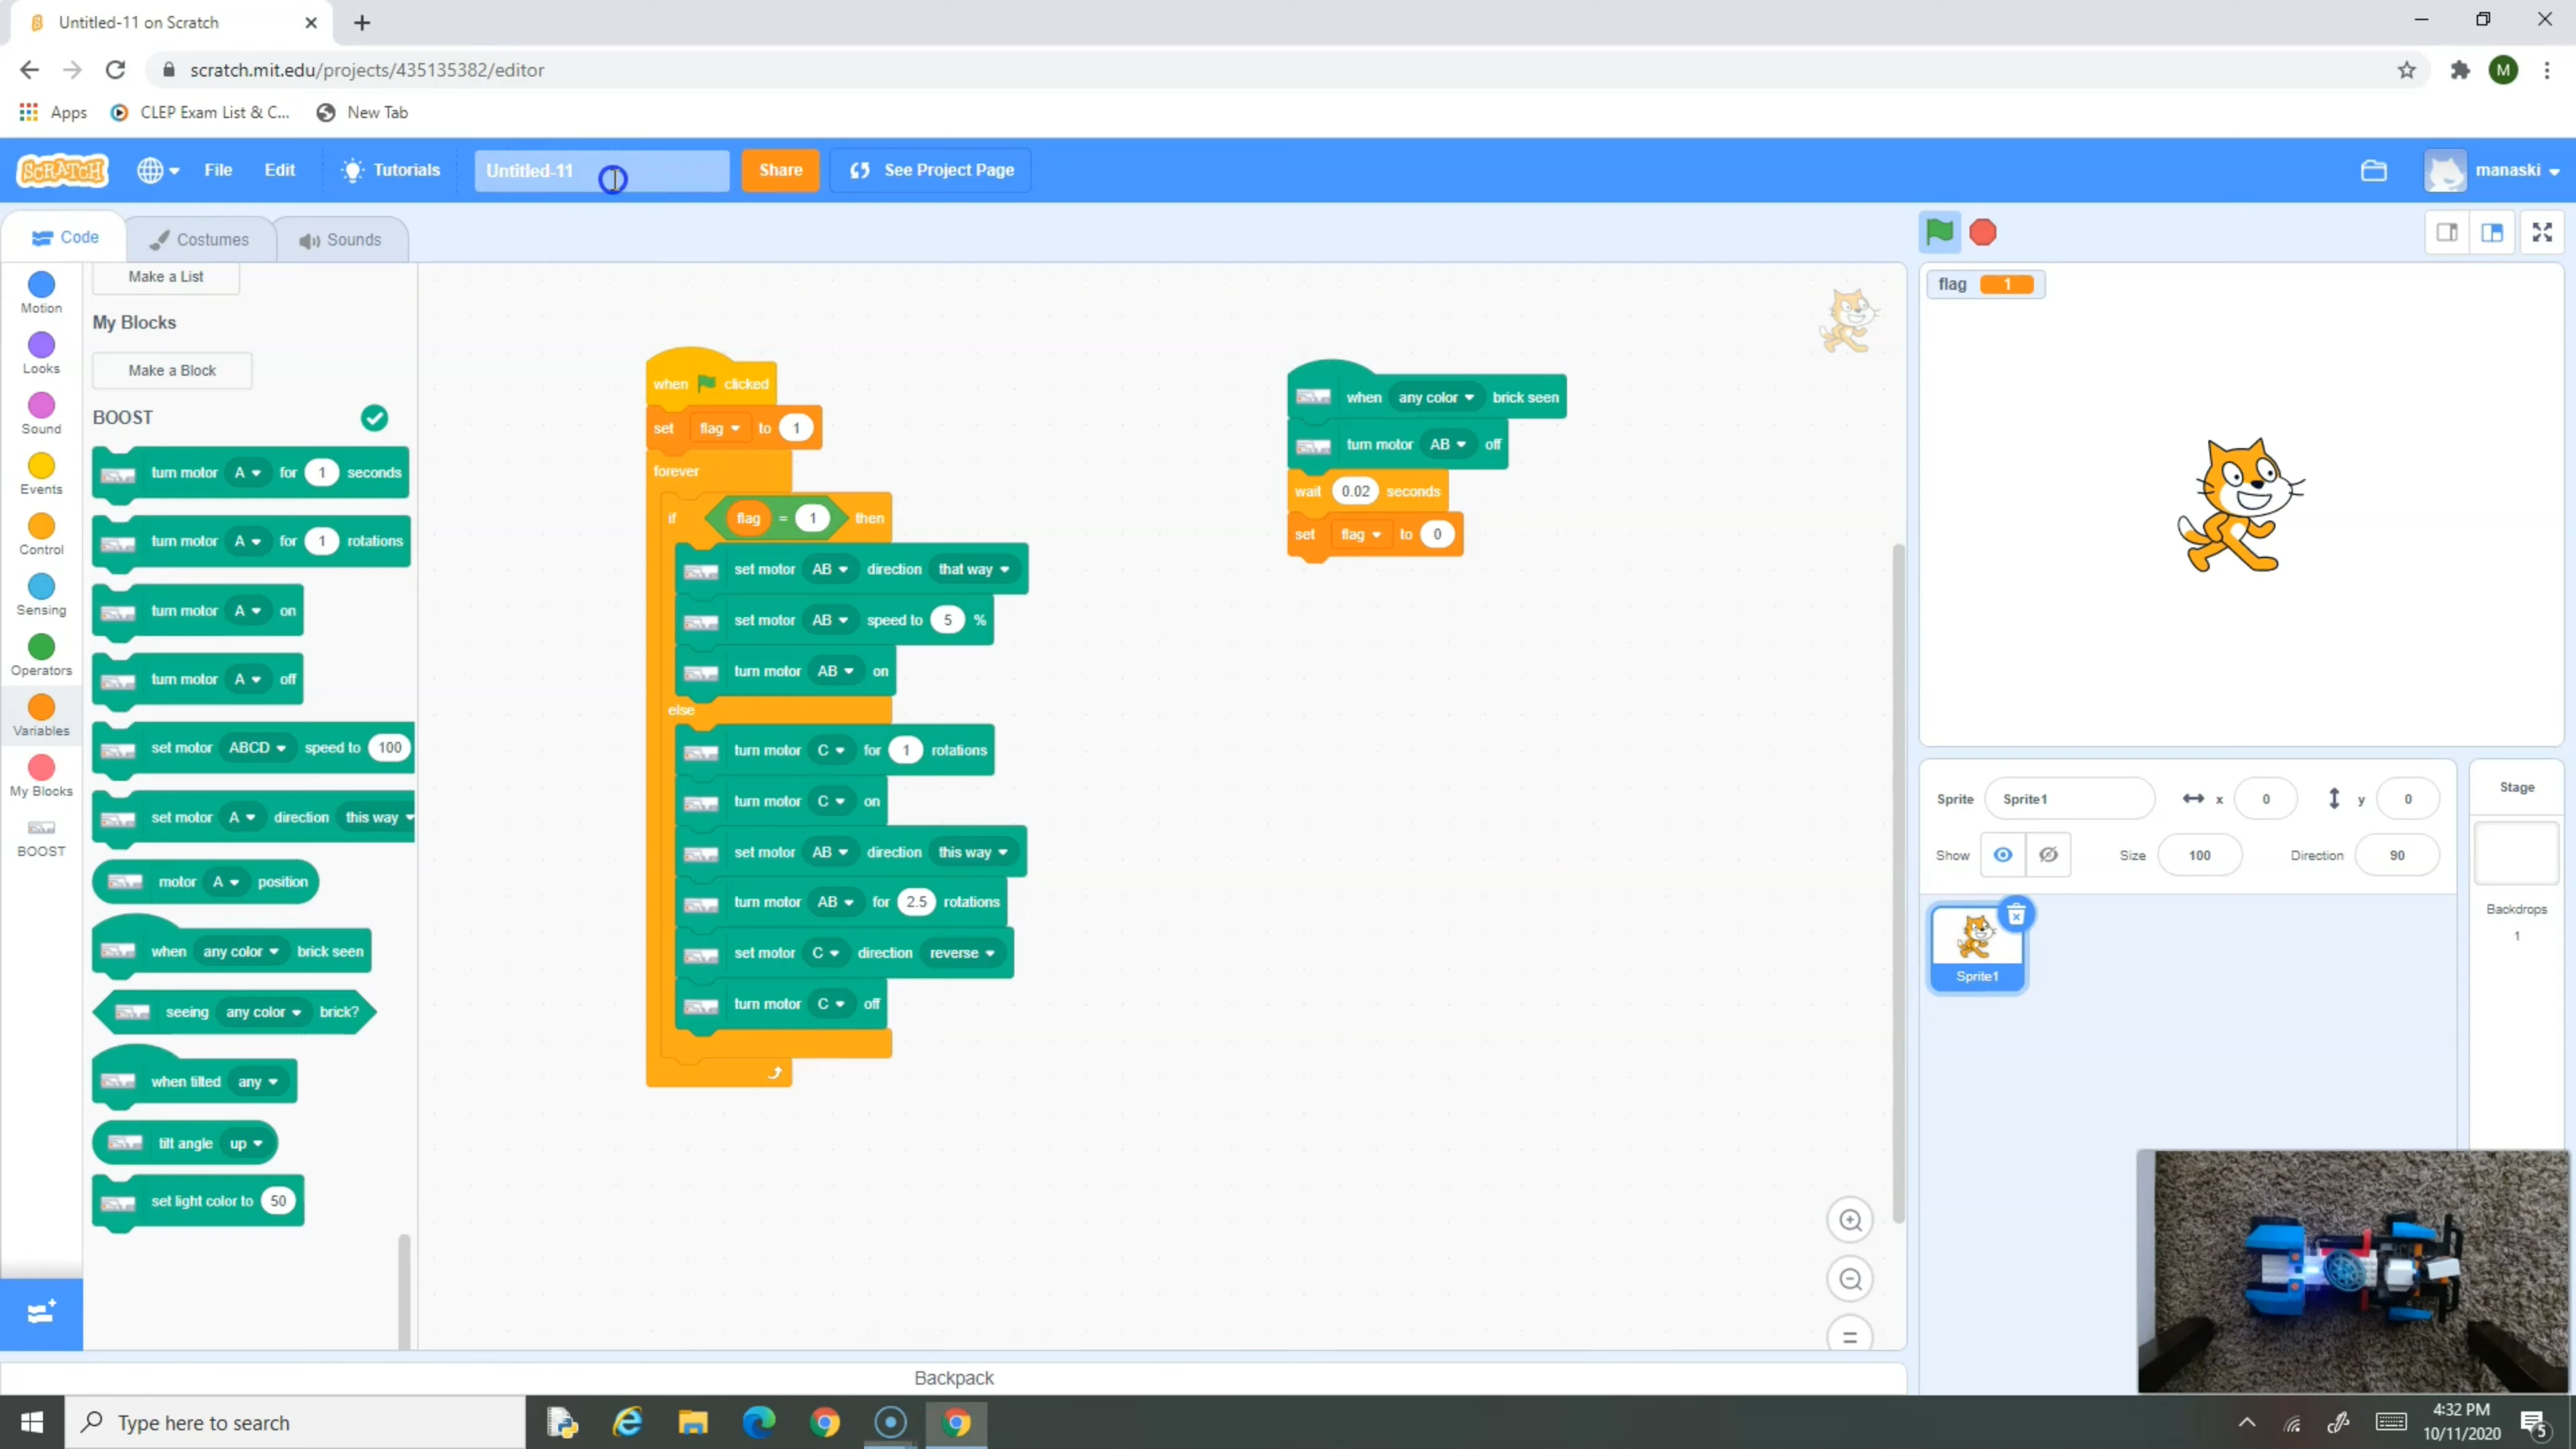 Untitled-11 on Scratch
scratch.mit.edu/projects/435135382/editor
M
Apps
CLEP Exam List & C...
New Tab
SCRATCH
File
Edit
Tutorials
Untitled-11
Share
See Project Page
manaski
Code
Costumes
Sounds
Motion
Looks
Sound
Events
Control
Sensing
Operators
Variables
My Blocks
BOOST
Make a List
My Blocks
Make a Block
BOOST
turn motor A for 1 seconds
turn motor A for 1 rotations
turn motor A on
turn motor A off
set motor ABCD speed to 100
set motor A direction this way
motor A position
when any color brick seen
seeing any color brick?
when tilted any
tilt angle up
set light color to 50
when clicked
set flag to 1
forever
if flag = 1 then
set motor AB direction that way
set motor AB speed to 5 %
turn motor AB on
else
turn motor C for 1 rotations
turn motor C on
set motor AB direction this way
turn motor AB for 2.5 rotations
set motor C direction reverse
turn motor C off
when any color brick seen
turn motor AB off
wait 0.02 seconds
set flag to 0
flag 1
Sprite Sprite1 x 0 y 0
Show Size 100 Direction 90
Sprite1
Stage
Backdrops
1
Backpack
Type here to search
4:32 PM
10/11/2020
5